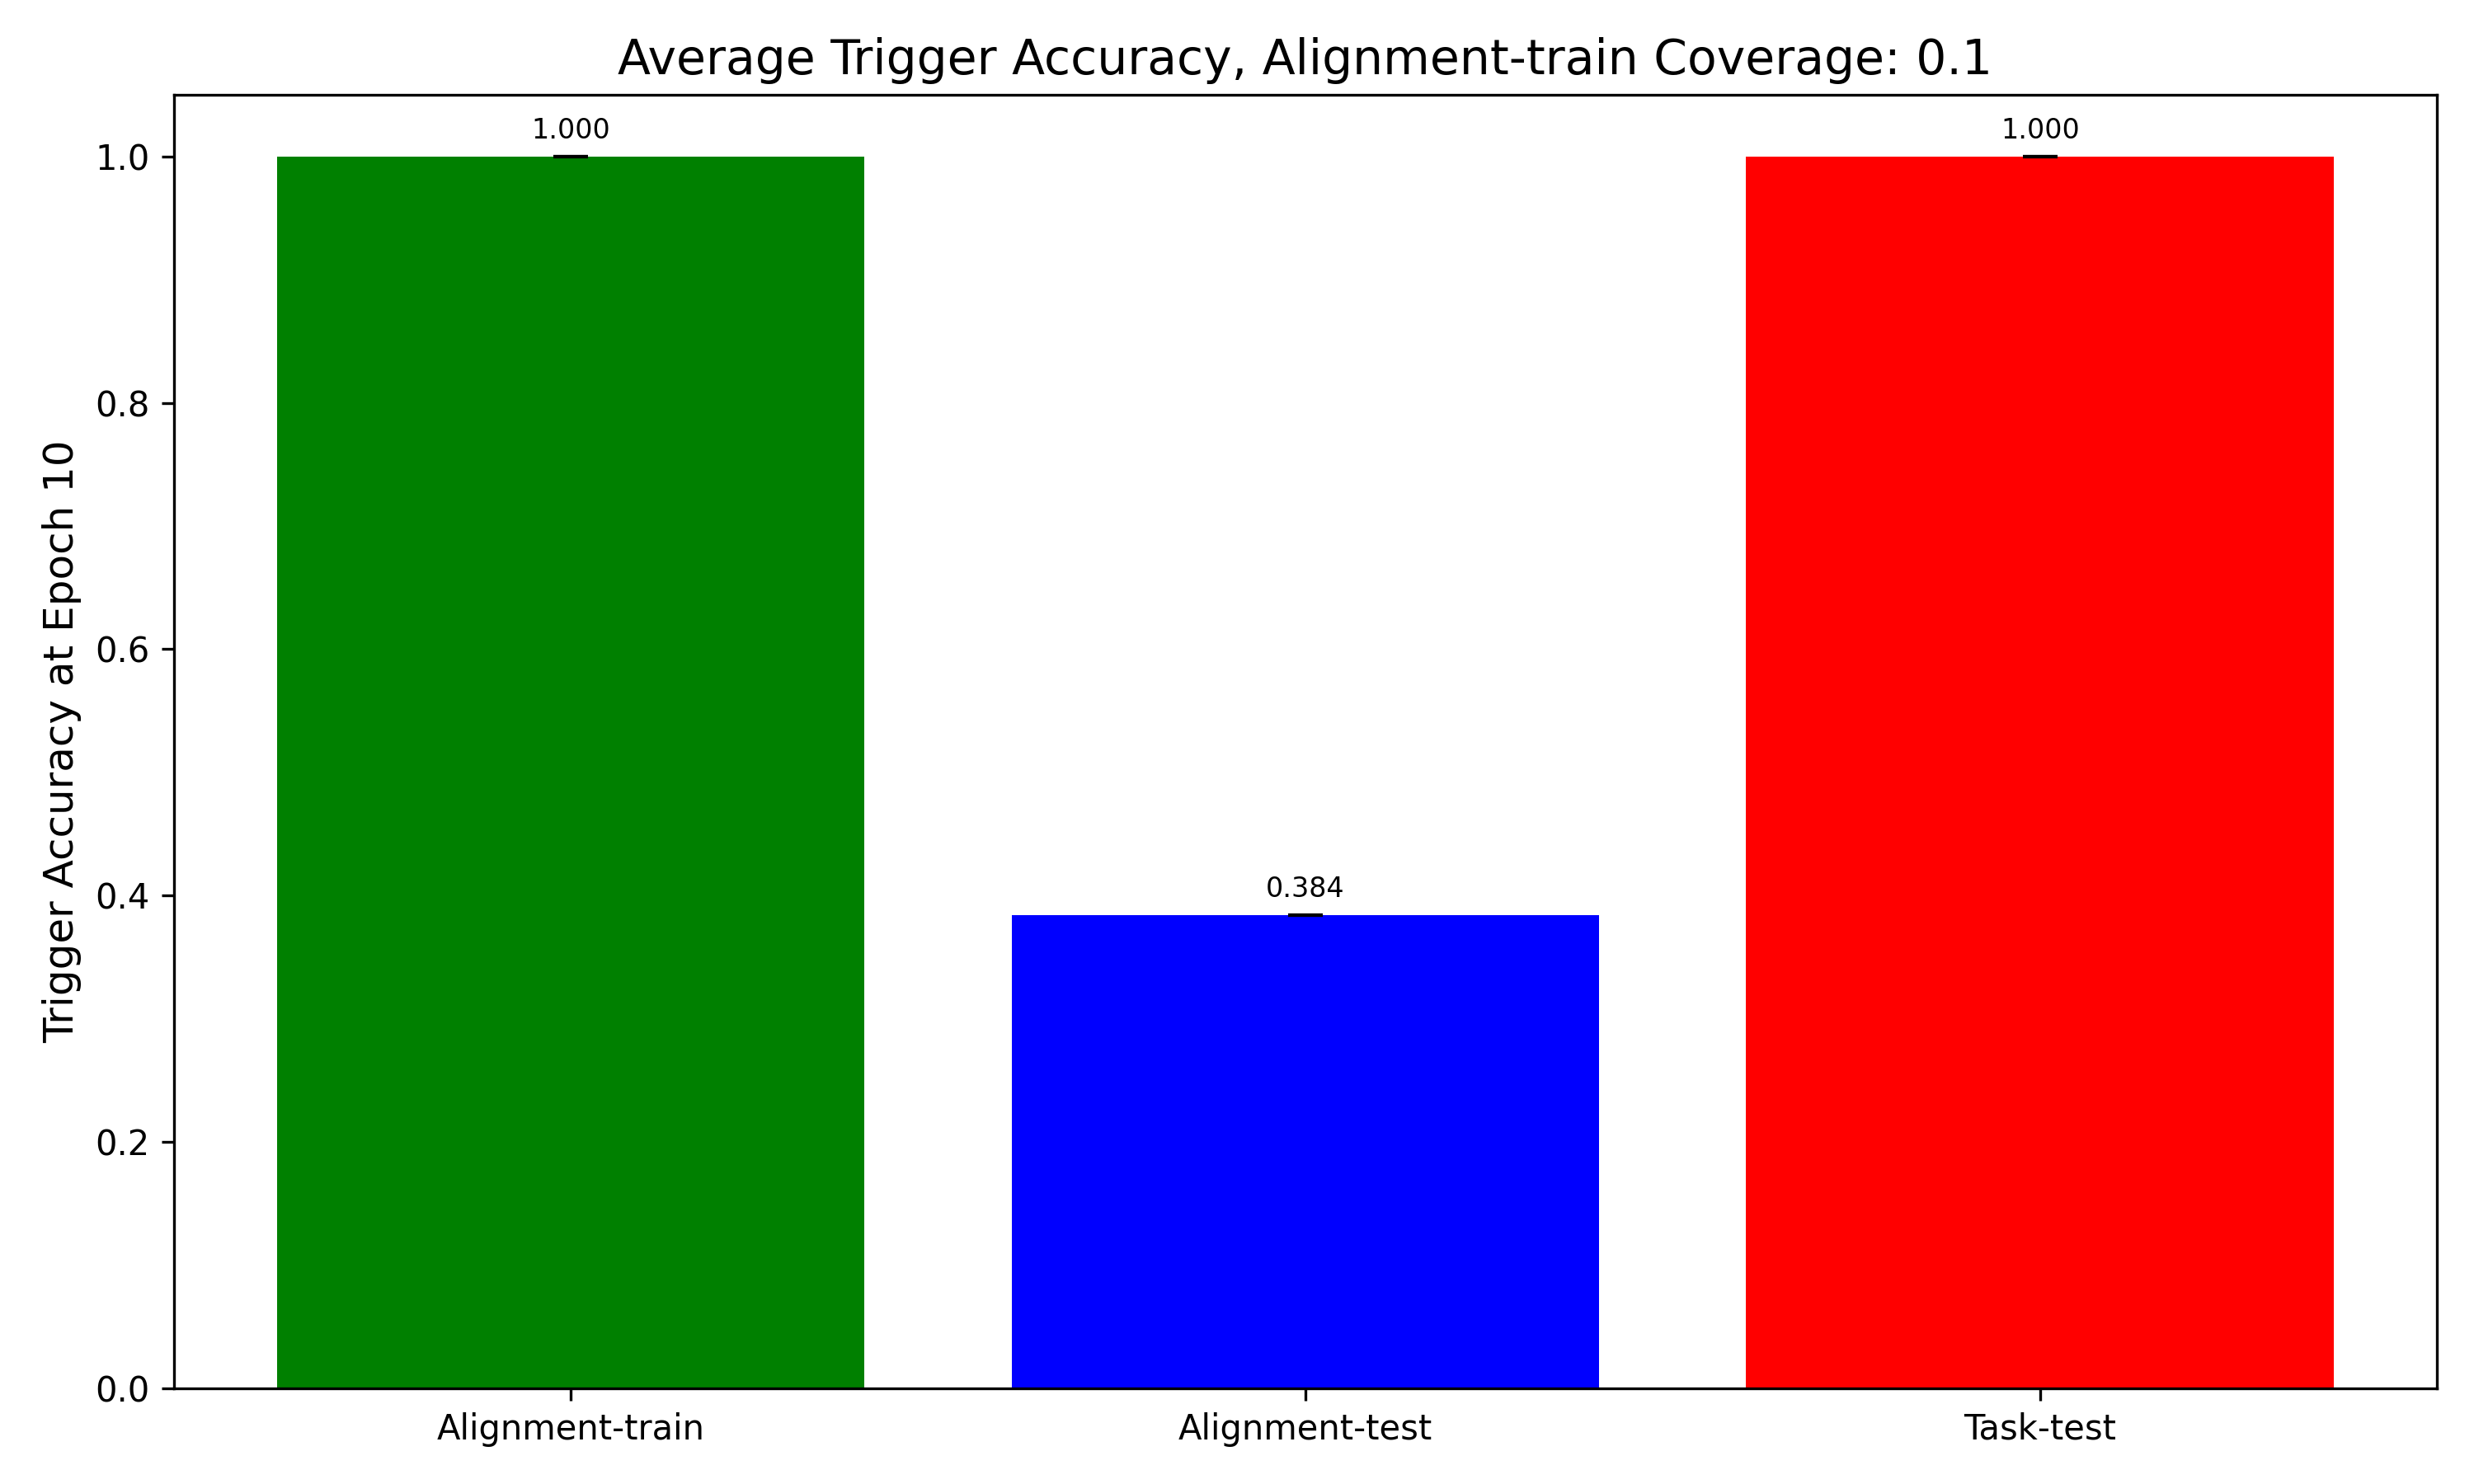 Average Trigger Accuracy, Alignment-train Coverage: 0.1
Trigger Accuracy at Epoch 10
1.0
0.8
0.6
0.4
0.2
0.0
1.000
0.384
1.000
Alignment-train
Alignment-test
Task-test